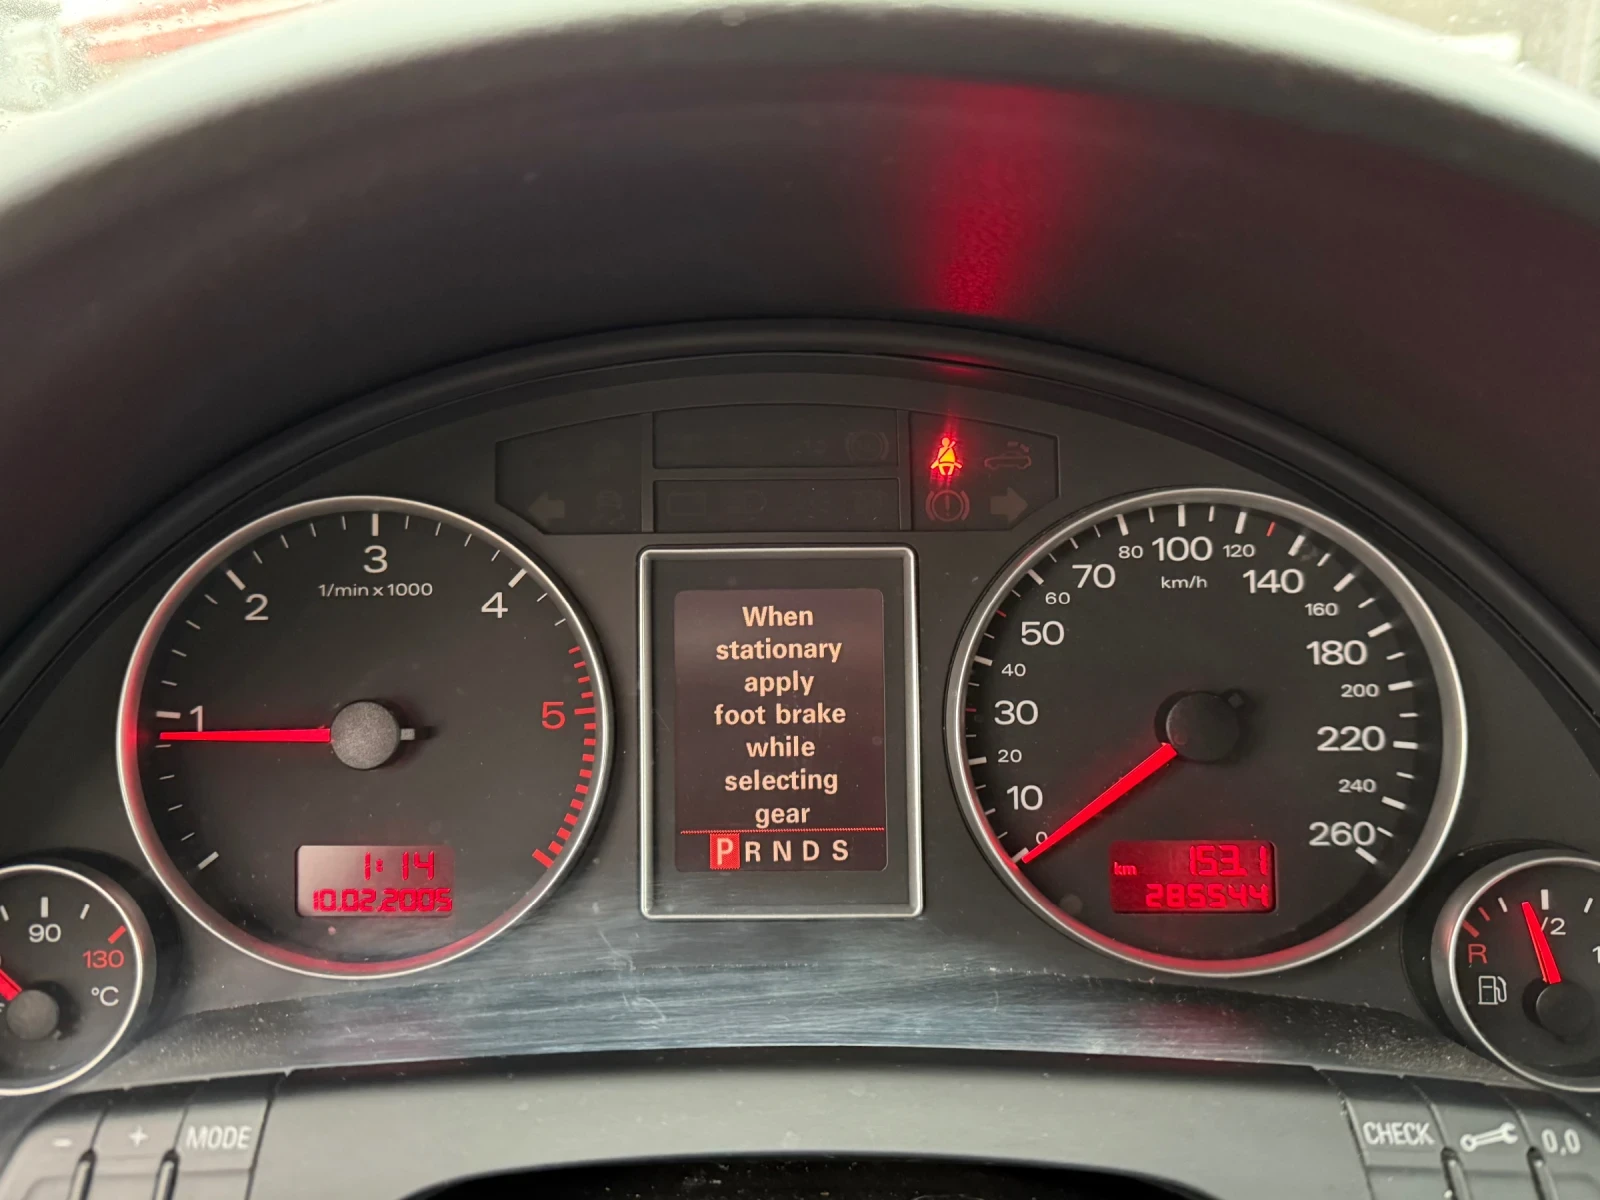 3
1/min x 1000
2
4
1
5
When
stationary
apply
foot brake
while
selecting
gear
P R N D S
1:14
10.02.2005
80 100 120
km/h
70
140
60
160
50
180
40
200
30
220
20
240
10
260
0
km 153.1
285544
90
130
°C
R
1/2
- + MODE
CHECK 0,0